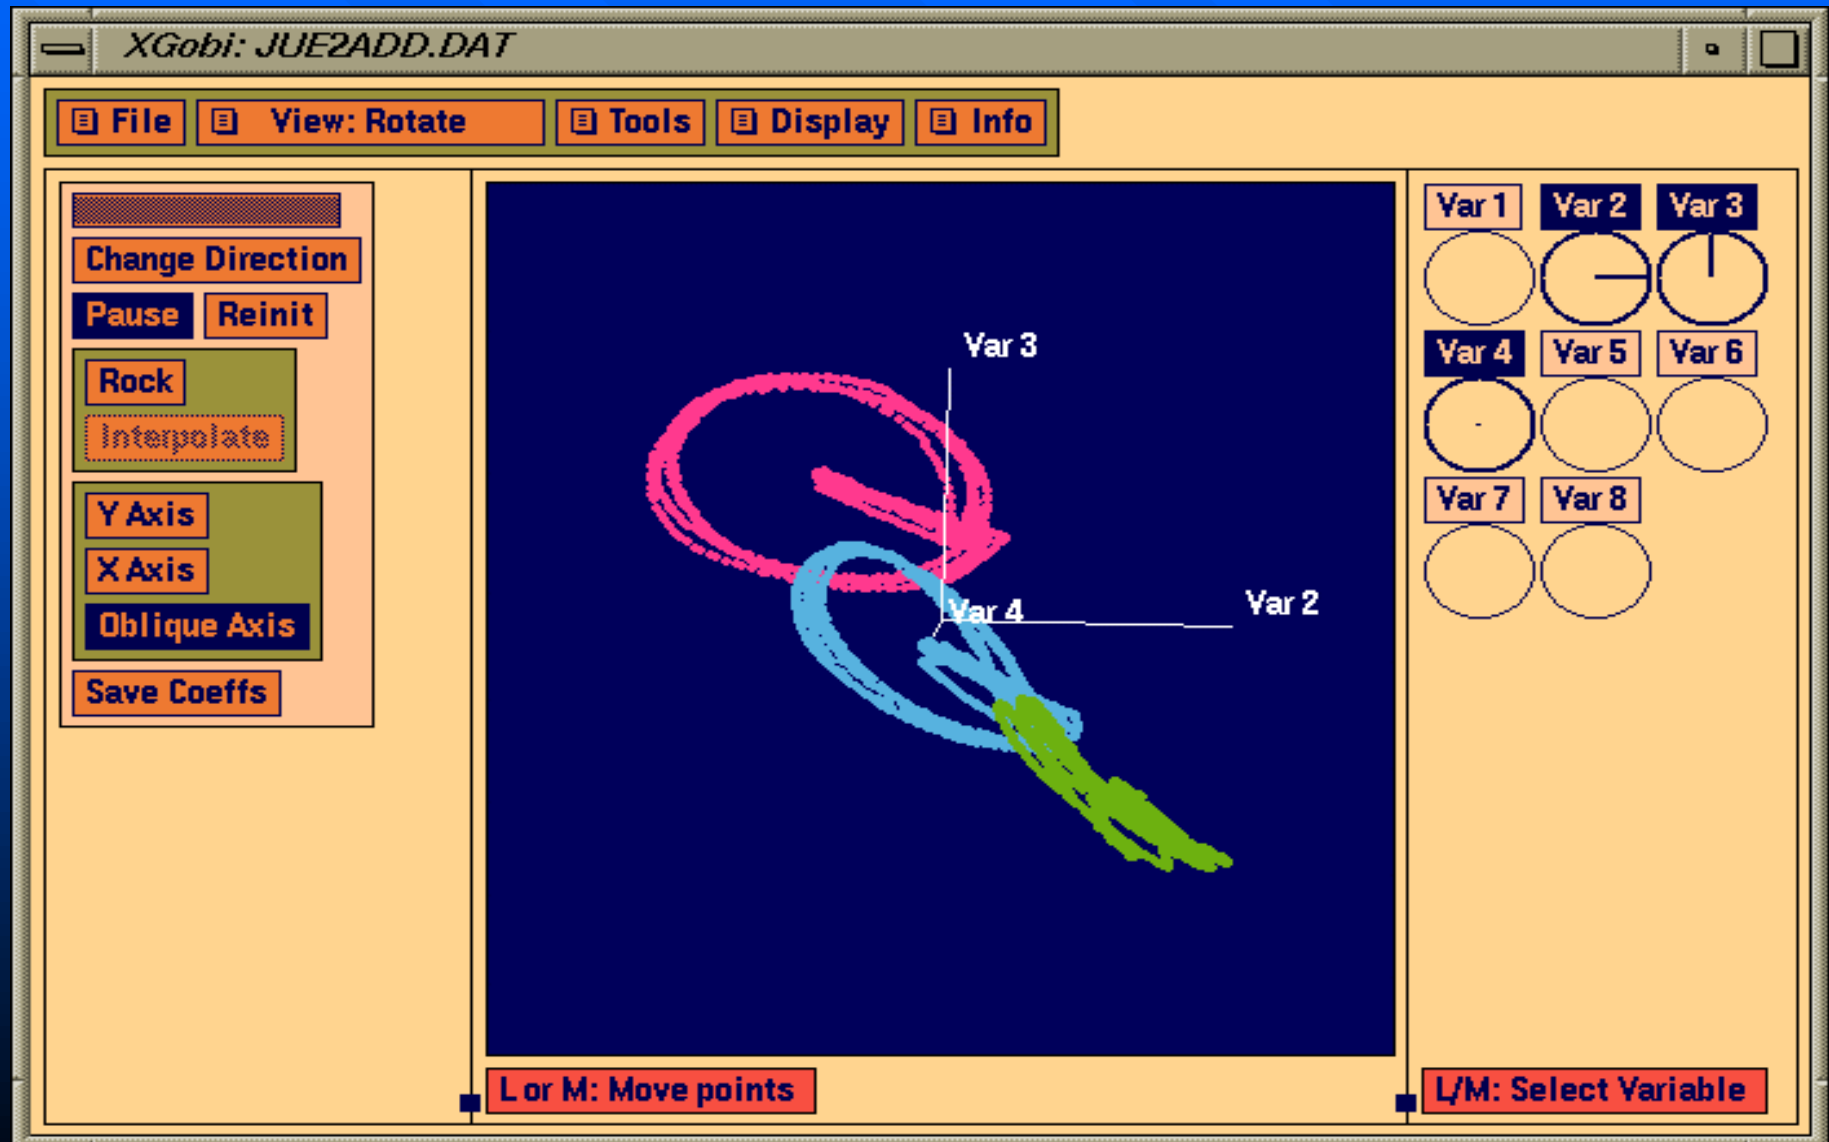 XGobi: JUE2ADD.DAT
File View: Rotate Tools Display Info
Change Direction
Pause Reinit
Rock
Interpolate
Y Axis
X Axis
Oblique Axis
Save Coeffs
Var 3
Var 4
Var 2
L or M: Move points
Var 1 Var 2 Var 3
Var 4 Var 5 Var 6
Var 7 Var 8
L/M: Select Variable